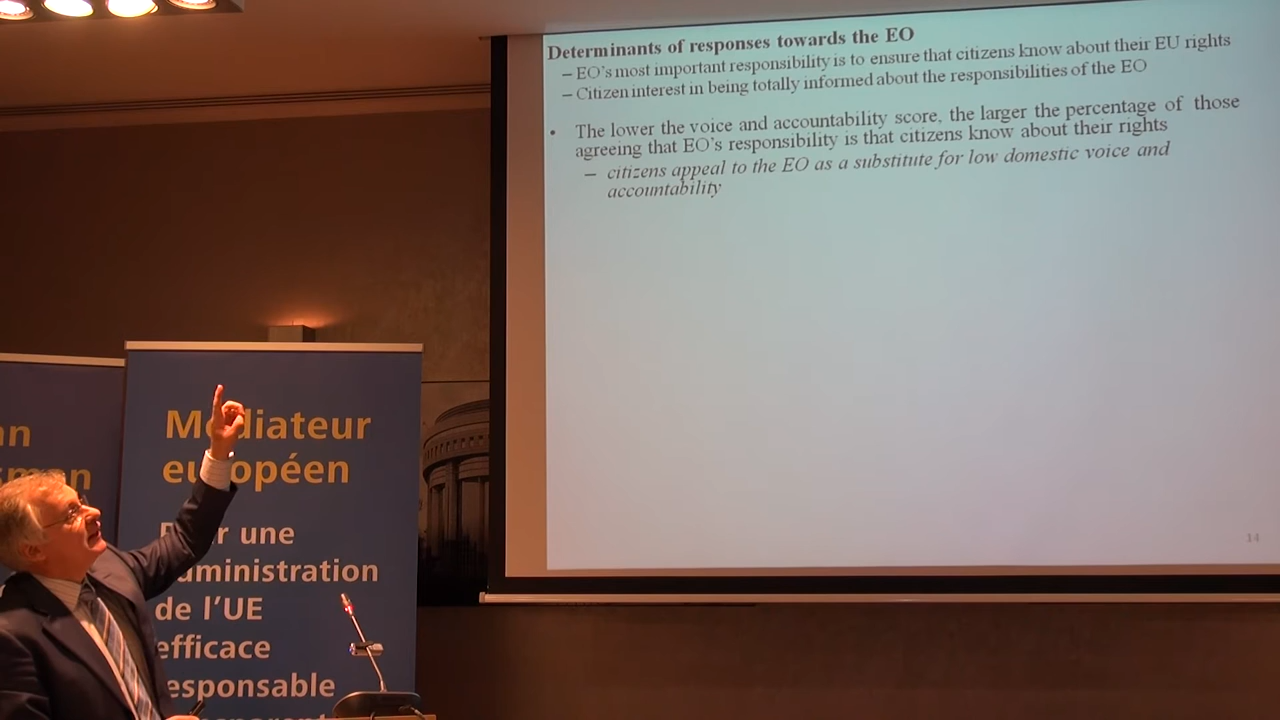 Determinants of responses towards the EO
– EO's most important responsibility is to ensure that citizens know about their EU rights
– Citizen interest in being totally informed about the responsibilities of the EO
• The lower the voice and accountability score, the larger the percentage of those
agreeing that EO's responsibility is that citizens know about their rights
– citizens appeal to the EO as a substitute for low domestic voice and
accountability
14
Médiateur
européen
une
administration
de l'UE
efficace
responsable